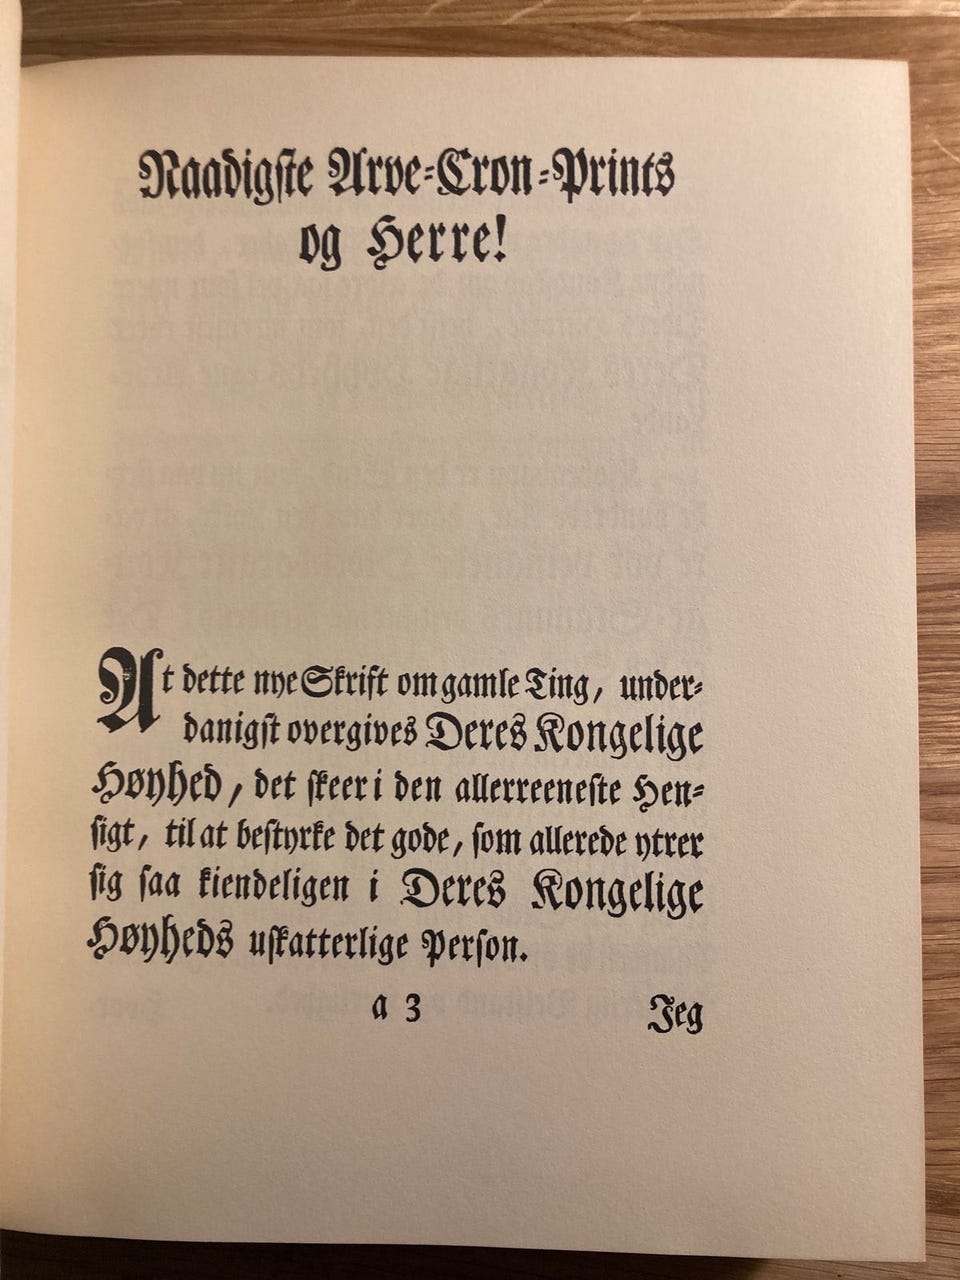 Naadigste Arve-Cron-Prints
og Herre!
At dette nye Skrift om gamle Ting, under-
danigst overgives Deres Kongelige
Høyhed, det skeer i den allerreeneste Hen-
sigt, til at bestyrke det gode, som allerede ytrer
sig saa kiendeligen i Deres Kongelige
Høyheds uskatterlige Person.
a 3 Jeg